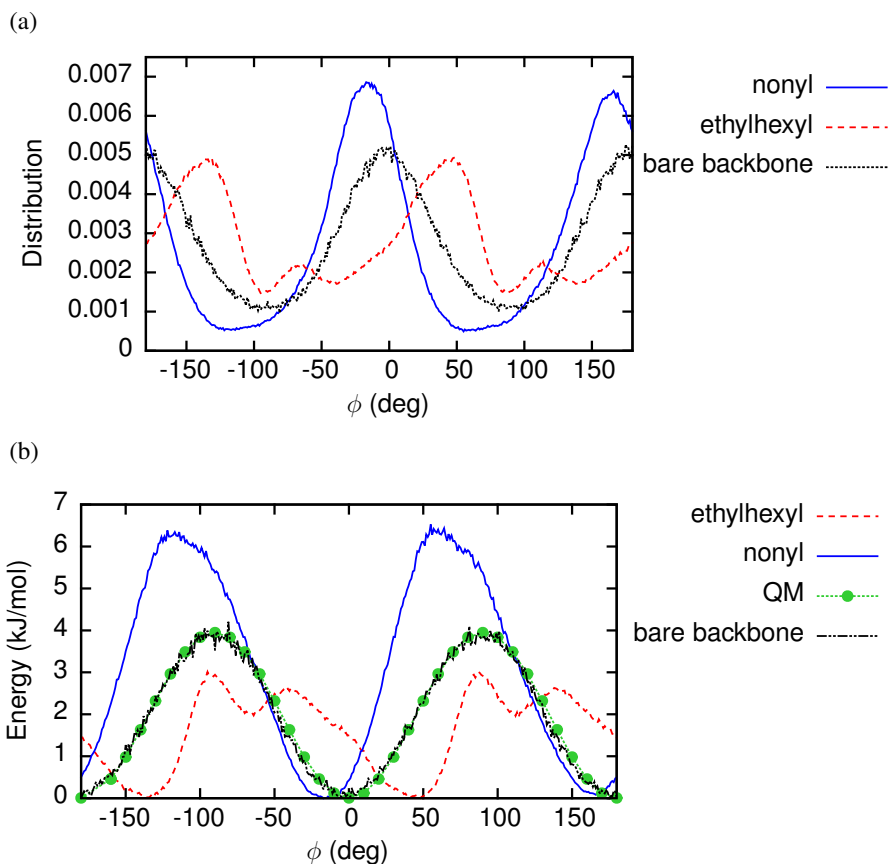 (a)
0.007
0.006
0.005
0.004
0.003
0.002
0.001
0
Distribution
-150 -100 -50 0 50 100 150
ϕ (deg)
nonyl
ethylhexyl
bare backbone
(b)
7
6
5
4
3
2
1
0
Energy (kJ/mol)
-150 -100 -50 0 50 100 150
ϕ (deg)
ethylhexyl
nonyl
QM
bare backbone